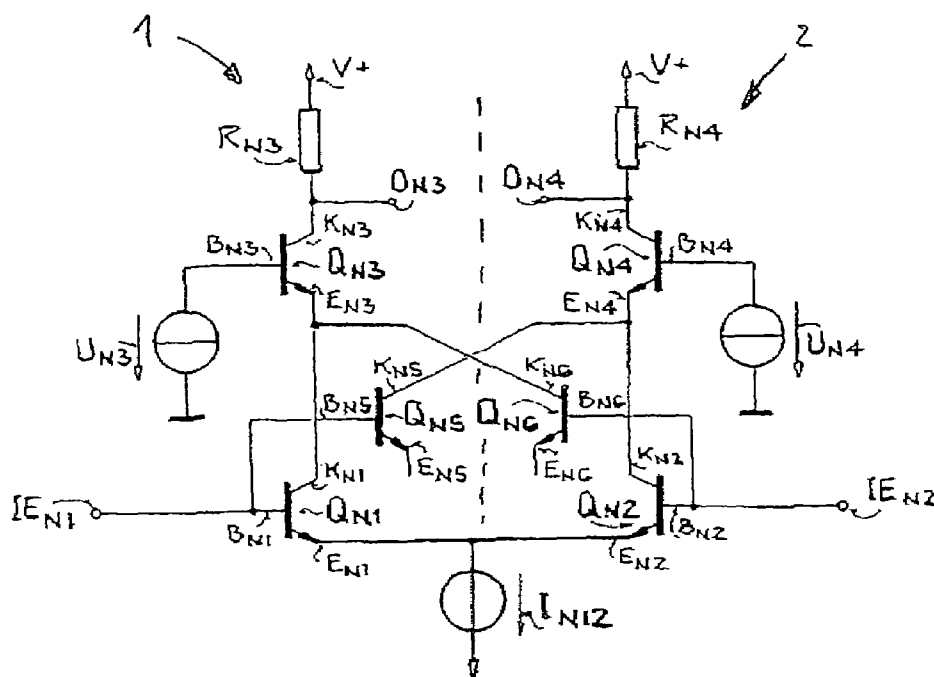 1
2
V+
V+
RN3
RN4
ON3
ON4
KN3
KN4
BN3
BN4
QN3
QN4
EN3
EN4
UN3
UN4
KN5
KN6
BN5
BN6
QN5
QN6
EN5
EN6
KN1
KN2
IEN1
IEN2
QN1
QN2
BN1
BN2
EN1
EN2
IN12